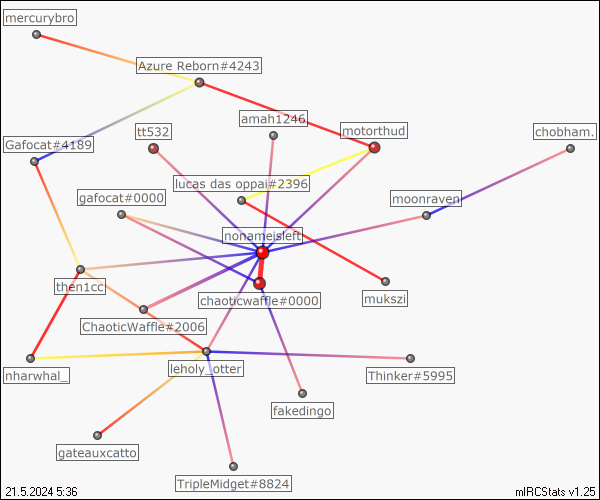 mercurybro
Azure Reborn#4243
amah1246
tt532
motorthud
chobham.
Gafocat#4189
lucas das oppai#2396
gafocat#0000
moonraven
nonameisleft
then1cc
chaoticwaffle#0000
mukszi
ChaoticWaffle#2006
nharwhal_
leholy_otter
Thinker#5995
fakedingo
gateauxcatto
TripleMidget#8824
21.5.2024 5:36
mIRCStats v1.25